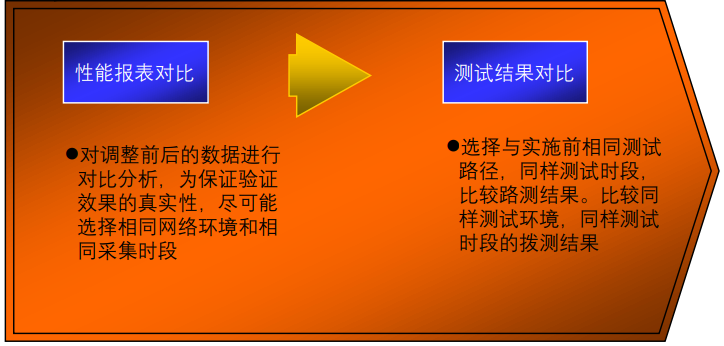 性能报表对比
测试结果对比
●对调整前后的数据进行
对比分析，为保证验证
效果的真实性，尽可能
选择相同网络环境和相
同采集时段
●选择与实施前相同测试
路径，同样测试时段，
比较路测结果。比较同
样测试环境，同样测试
时段的拨测结果